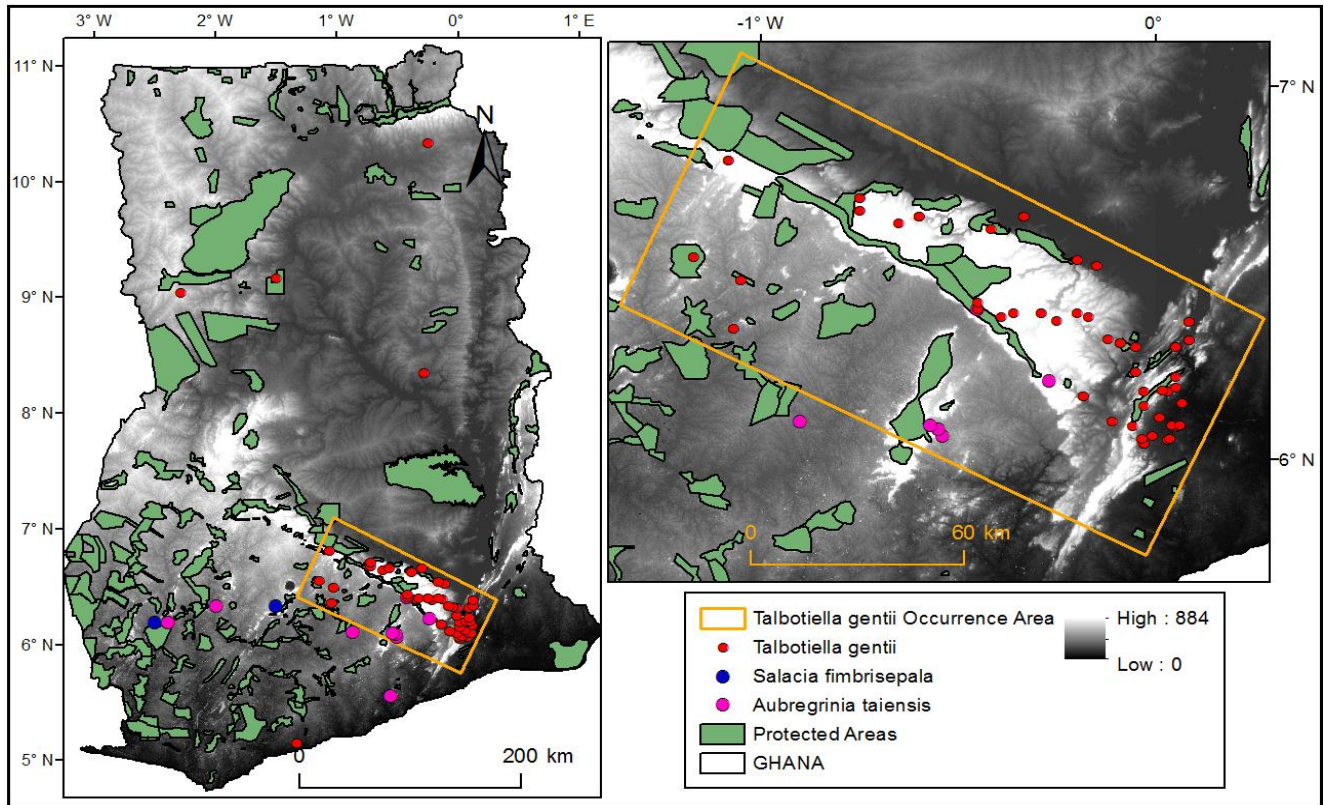 3° W 2° W 1° W 0° 1° E
11° N
10° N
9° N
8° N
7° N
6° N
5° N
N
0 200 km
-1° W 0°
7° N
6° N
0 60 km
Talbotiella gentii Occurrence Area
Talbotiella gentii
Salacia fimbrisepala
Aubregrinia taiensis
Protected Areas
GHANA
High : 884
Low : 0